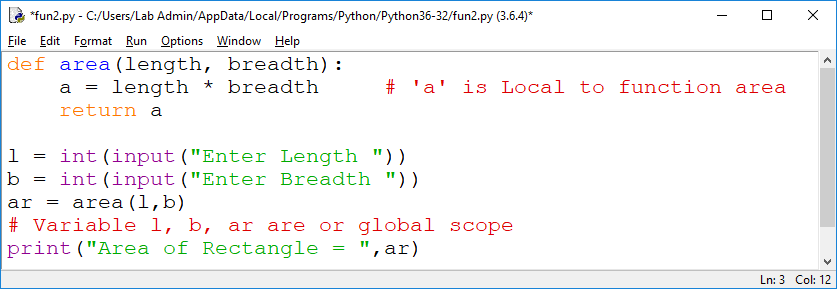 *fun2.py - C:/Users/Lab Admin/AppData/Local/Programs/Python/Python36-32/fun2.py (3.6.4)*
File Edit Format Run Options Window Help
def area(length, breadth):
    a = length * breadth     # 'a' is Local to function area
    return a
l = int(input("Enter Length "))
b = int(input("Enter Breadth "))
ar = area(l,b)
# Variable l, b, ar are or global scope
print("Area of Rectangle = ",ar)
Ln: 3 Col: 12